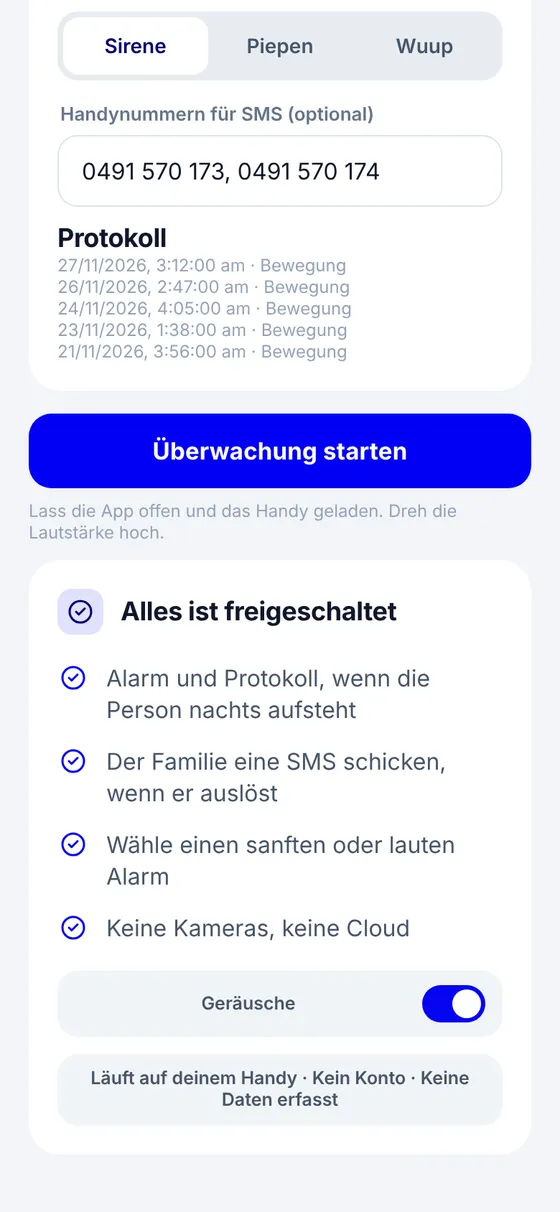 Sirene
Piepen
Wuup
Handynummern für SMS (optional)
0491 570 173, 0491 570 174
Protokoll
27/11/2026, 3:12:00 am · Bewegung
26/11/2026, 2:47:00 am · Bewegung
24/11/2026, 4:05:00 am · Bewegung
23/11/2026, 1:38:00 am · Bewegung
21/11/2026, 3:56:00 am · Bewegung
Überwachung starten
Lass die App offen und das Handy geladen. Dreh die
Lautstärke hoch.
Alles ist freigeschaltet
Alarm und Protokoll, wenn die
Person nachts aufsteht
Der Familie eine SMS schicken,
wenn er auslöst
Wähle einen sanften oder lauten
Alarm
Keine Kameras, keine Cloud
Geräusche
Läuft auf deinem Handy · Kein Konto · Keine
Daten erfasst